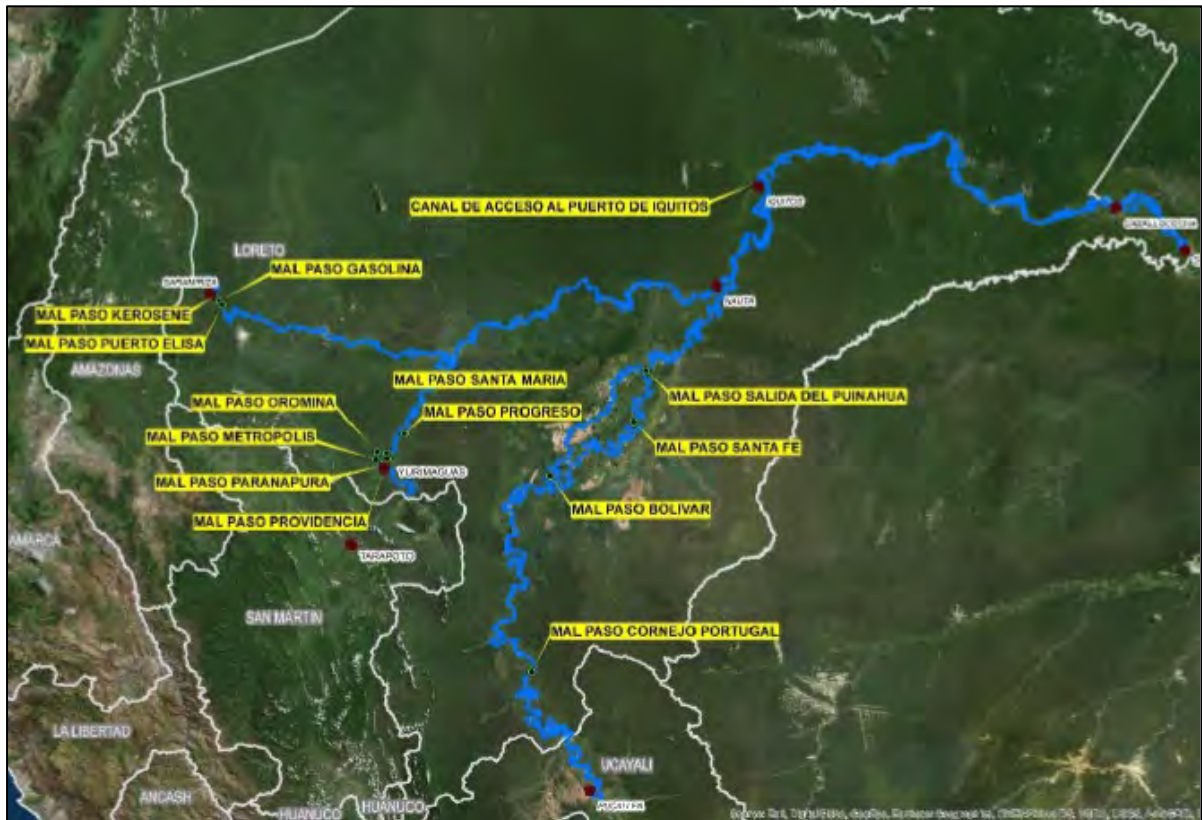 CANAL DE ACCESO AL PUERTO DE IQUITOS
IQUITOS
LORETO
MAL PASO GASOLINA
SARAMIRIZA
MAL PASO KEROSENE
NAUTA
MAL PASO PUERTO ELISA
AMAZONAS
MAL PASO SANTA MARIA
MAL PASO SALIDA DEL PUINAHUA
MAL PASO OROMINA
MAL PASO PROGRESO
MAL PASO METROPOLIS
MAL PASO SANTA FE
YURIMAGUAS
MAL PASO PARANAPURA
MAL PASO BOLIVAR
MAL PASO PROVIDENCIA
AMARCA
TARAPOTO
SAN MARTIN
MAL PASO CORNEJO PORTUGAL
LA LIBERTAD
UCAYALI
ANCASH
HUANUCO
HUANUCO